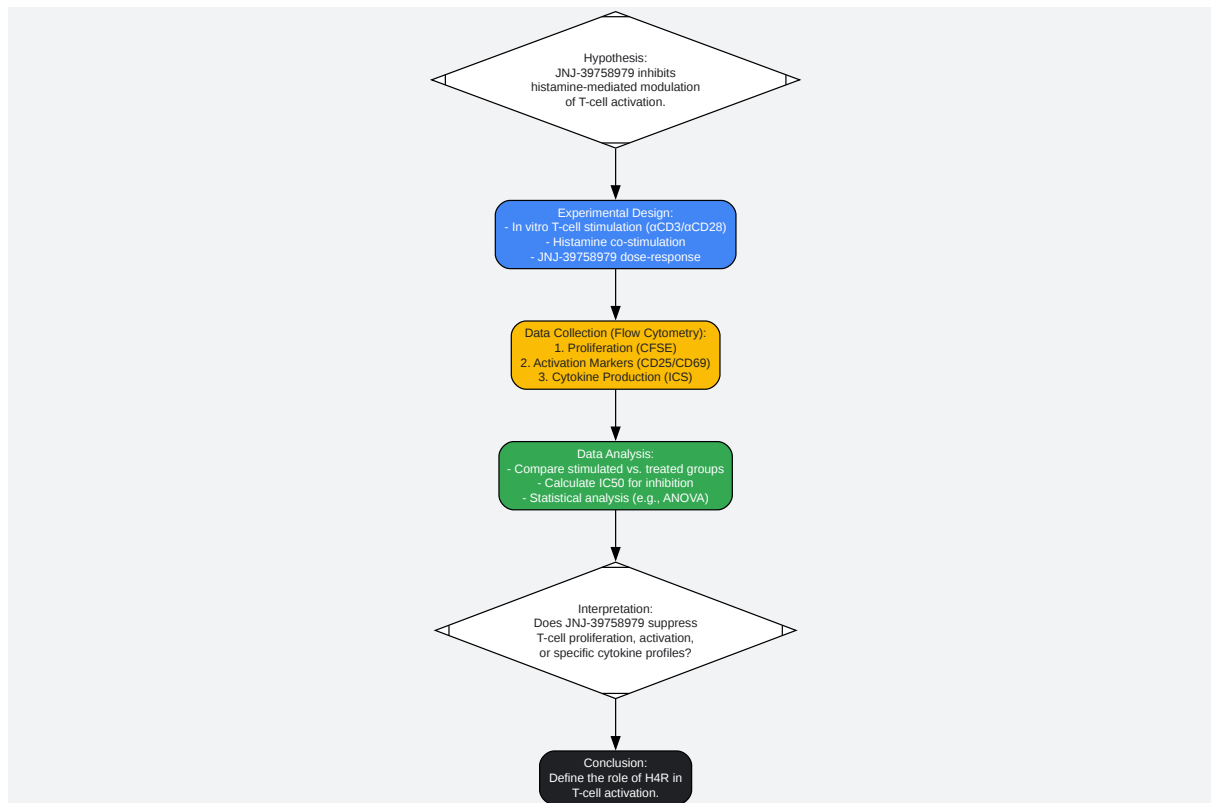 Hypothesis:
JNJ-39758979 inhibits
histamine-mediated modulation
of T-cell activation.
Experimental Design:
- In vitro T-cell stimulation (αCD3/αCD28)
- Histamine co-stimulation
- JNJ-39758979 dose-response
Data Collection (Flow Cytometry):
1. Proliferation (CFSE)
2. Activation Markers (CD25/CD69)
3. Cytokine Production (ICS)
Data Analysis:
- Compare stimulated vs. treated groups
- Calculate IC50 for inhibition
- Statistical analysis (e.g., ANOVA)
Interpretation:
Does JNJ-39758979 suppress
T-cell proliferation, activation,
or specific cytokine profiles?
Conclusion:
Define the role of H4R in
T-cell activation.